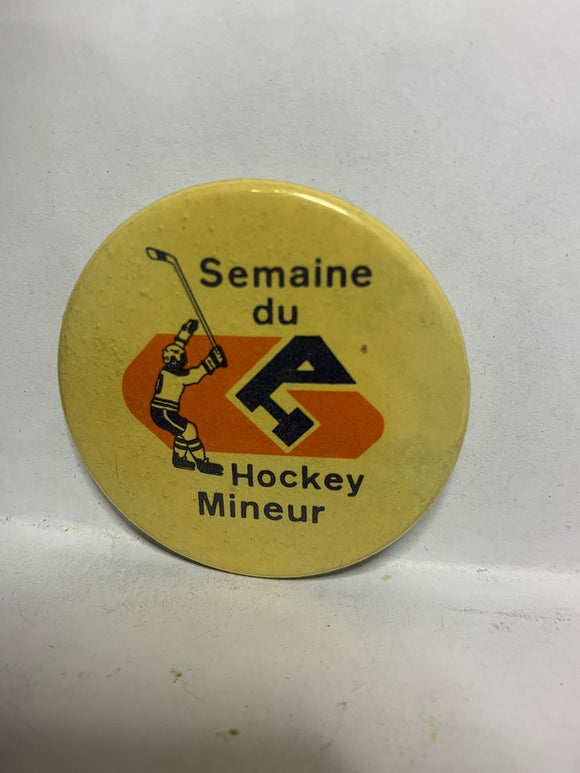 Semaine
du
Hockey
Mineur